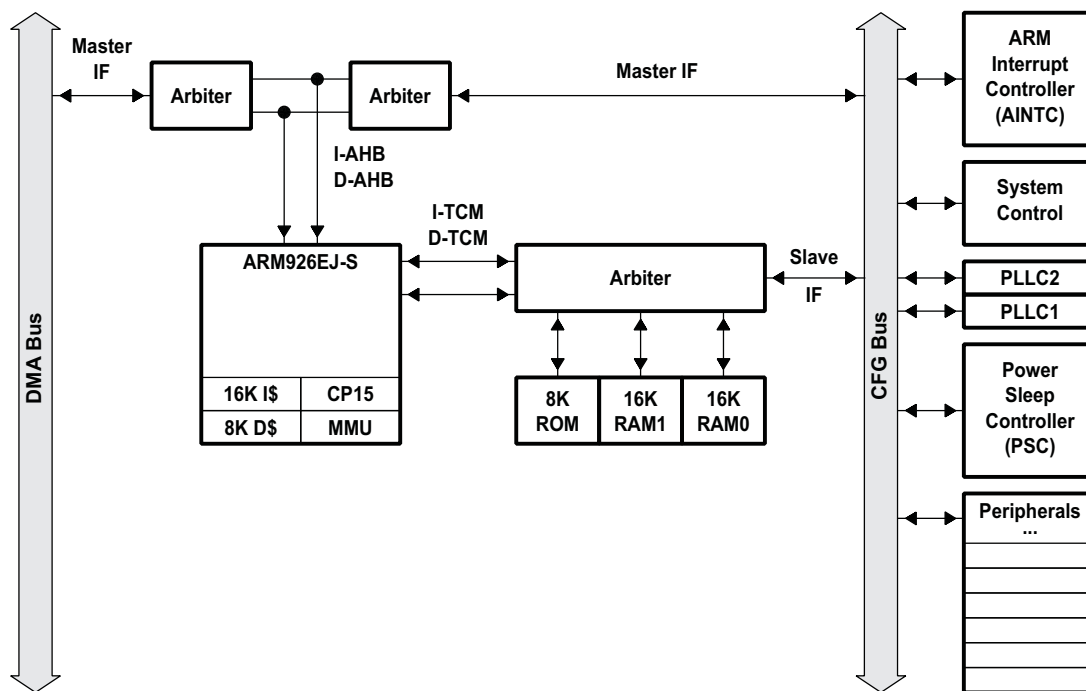 Master
IF
Arbiter
Arbiter
Master IF
ARM
Interrupt
Controller
(AINTC)
I-AHB
D-AHB
System
Control
I-TCM
D-TCM
ARM926EJ-S
Arbiter
Slave
IF
PLLC2
PLLC1
DMA Bus
CFG Bus
16K I$
CP15
8K D$
MMU
8K
ROM
16K
RAM1
16K
RAM0
Power
Sleep
Controller
(PSC)
Peripherals
...